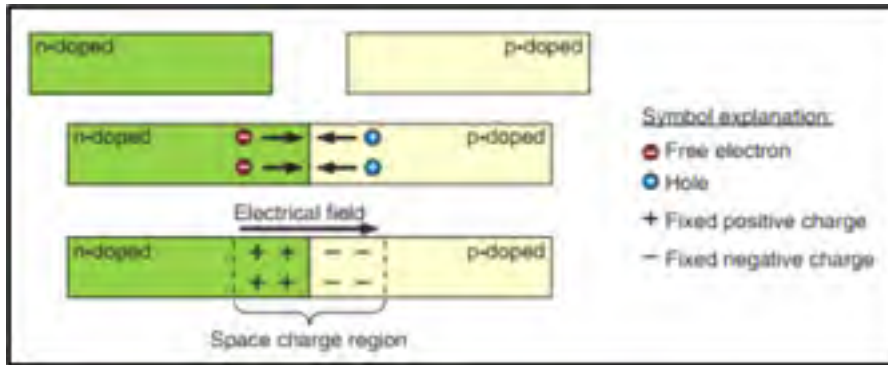 n-doped
p-doped
n-doped
p-doped
Symbol explanation:
Free electron
Hole
+ Fixed positive charge
− Fixed negative charge
Electrical field
n-doped
+ + − −
p-doped
+ + − −
Space charge region